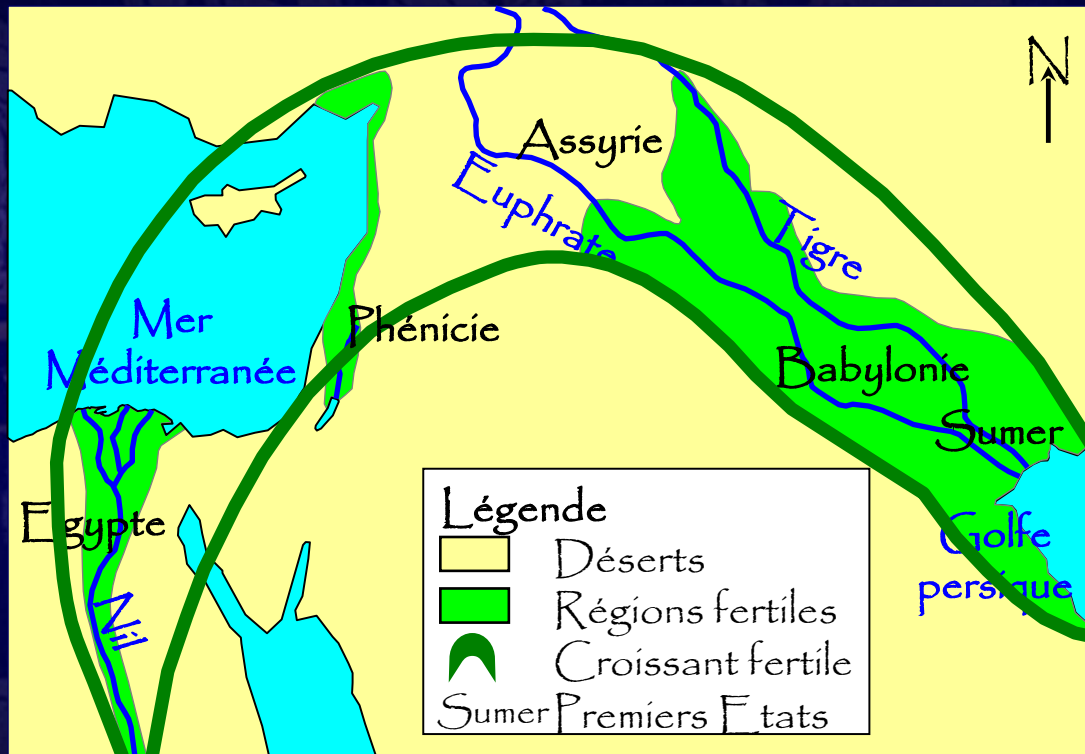 N
Assyrie
Euphrate
Tigre
Mer
Méditerranée
Phénicie
Babylonie
Sumer
Egypte
Nil
Golfe
persique
Légende
Déserts
Régions fertiles
Croissant fertile
Sumer Premiers Etats